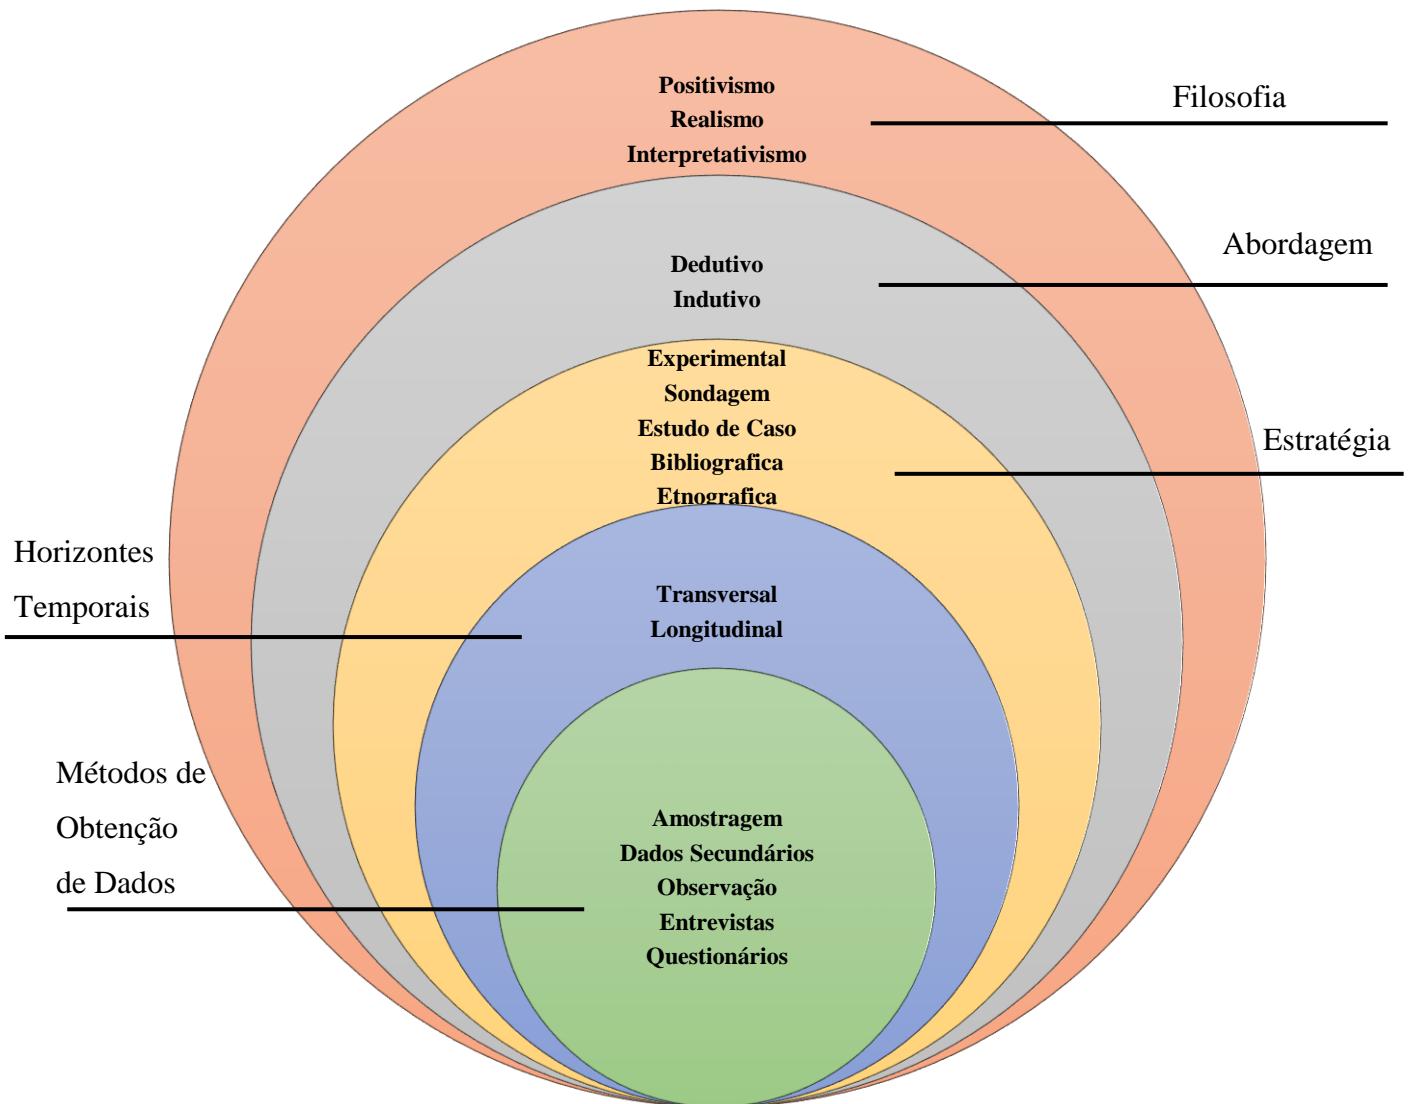 Positivismo
Realismo
Interpretativismo
Filosofia
Abordagem
Dedutivo
Indutivo
Experimental
Sondagem
Estudo de Caso
Bibliografica
Etnografica
Estratégia
Horizontes
Temporais
Transversal
Longitudinal
Métodos de
Obtenção
de Dados
Amostragem
Dados Secundários
Observação
Entrevistas
Questionários